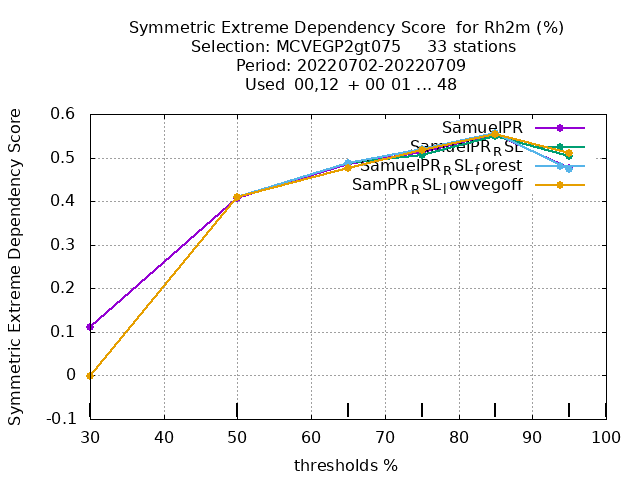 Symmetric Extreme Dependency Score for Rh2m (%)
Selection: MCVEGP2gt075 33 stations
Period: 20220702-20220709
Used 00,12 + 00 01 ... 48
Symmetric Extreme Dependency Score
0.6
0.5
0.4
0.3
0.2
0.1
0
-0.1
SamuelPR
SamuelPR_RSL
SamuelPR_RSL_forest
SamPR_RSL_lowvegoff
30 40 50 60 70 80 90 100
thresholds %